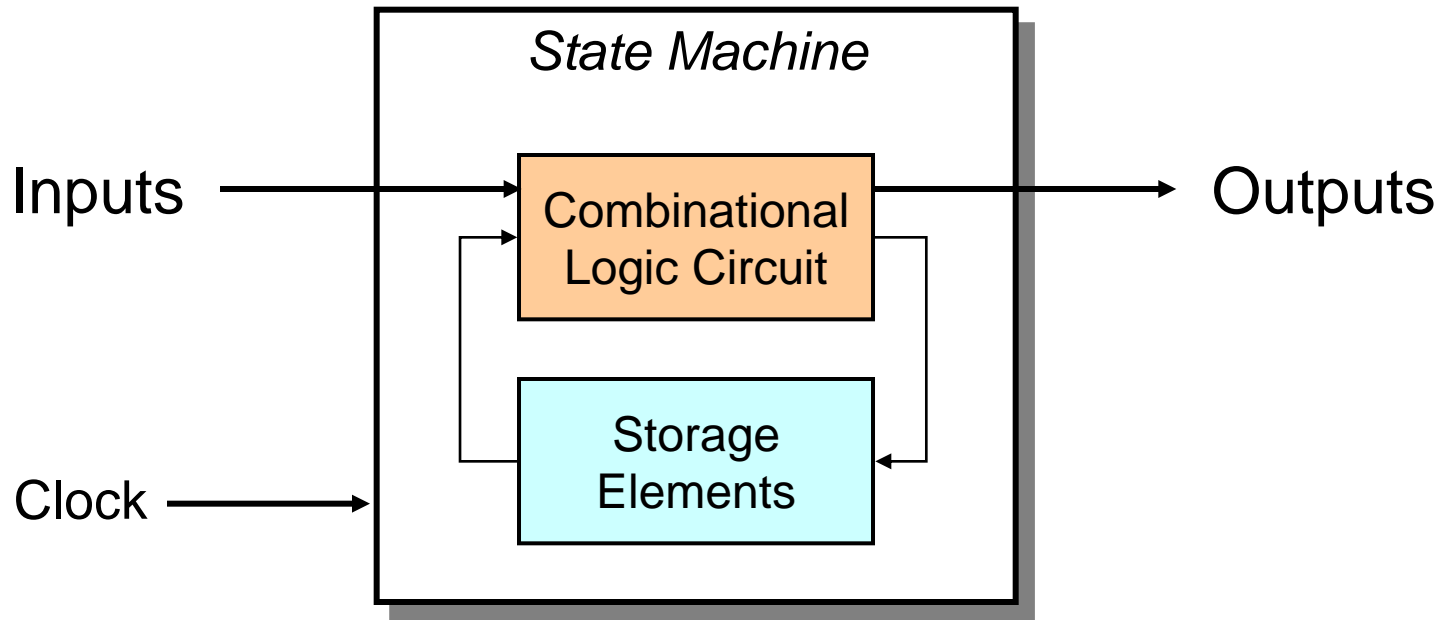 State Machine
Inputs
Combinational
Logic Circuit
Outputs
Storage
Elements
Clock